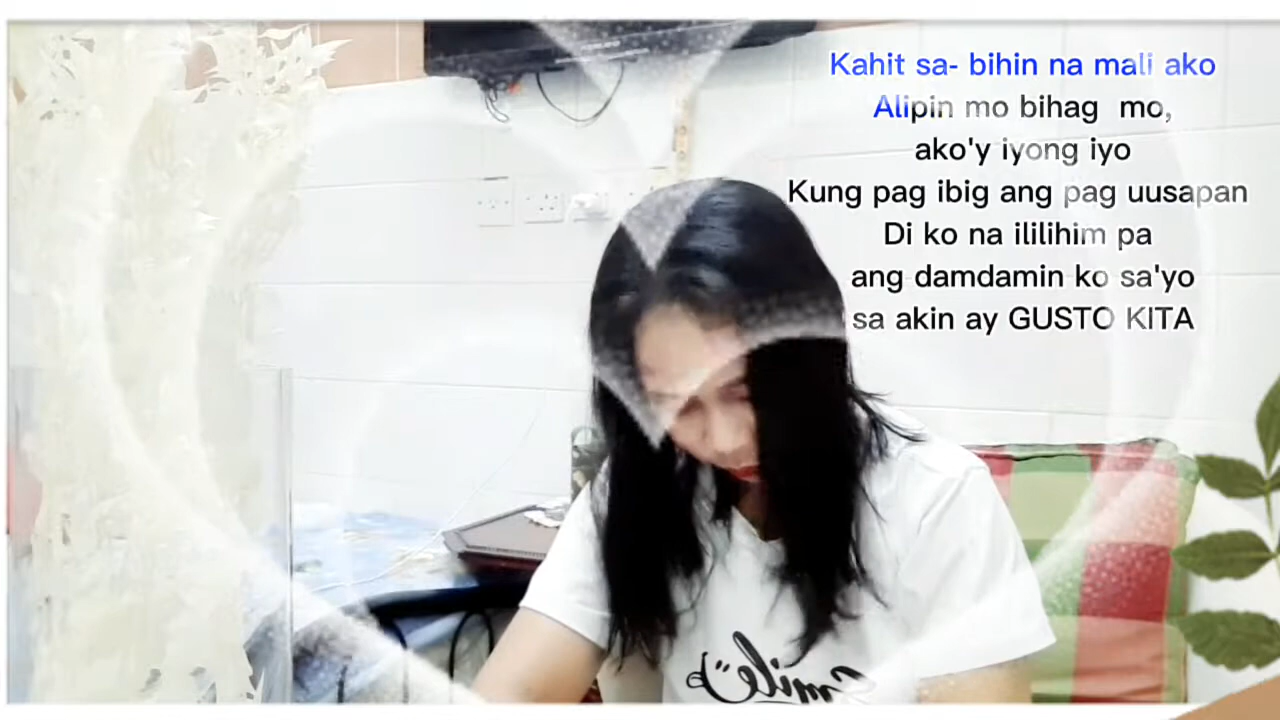 Kahit sa- bihin na mali ako
Alipin mo bihag mo,
ako'y iyong iyo
Kung pag ibig ang pag uusapan
Di ko na ililihim pa
ang damdamin ko sa'yo
sa akin ay GUSTO KITA
Smile